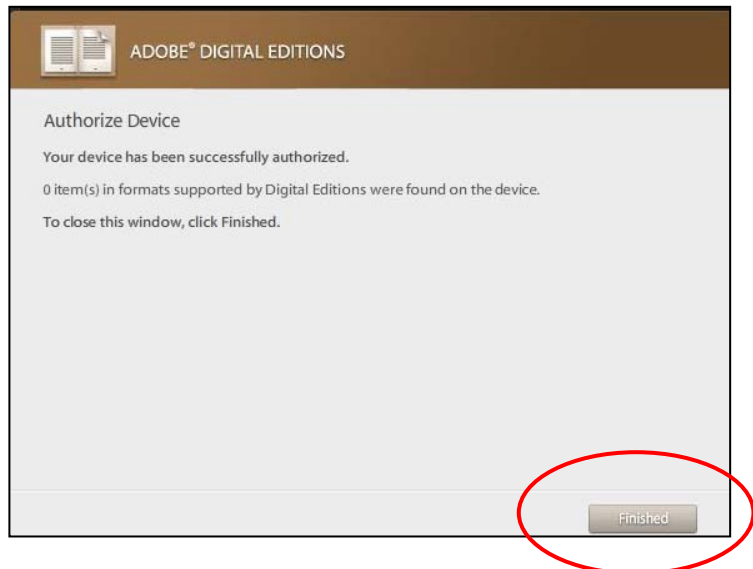 ADOBE® DIGITAL EDITIONS
Authorize Device
Your device has been successfully authorized.
0 item(s) in formats supported by Digital Editions were found on the device.
To close this window, click Finished.
Finished